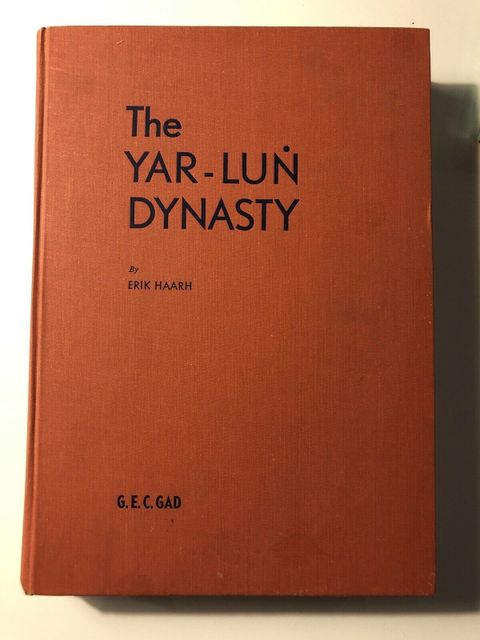 The
YAR-LUṄ
DYNASTY
By
ERIK HAARH
G.E.C. GAD